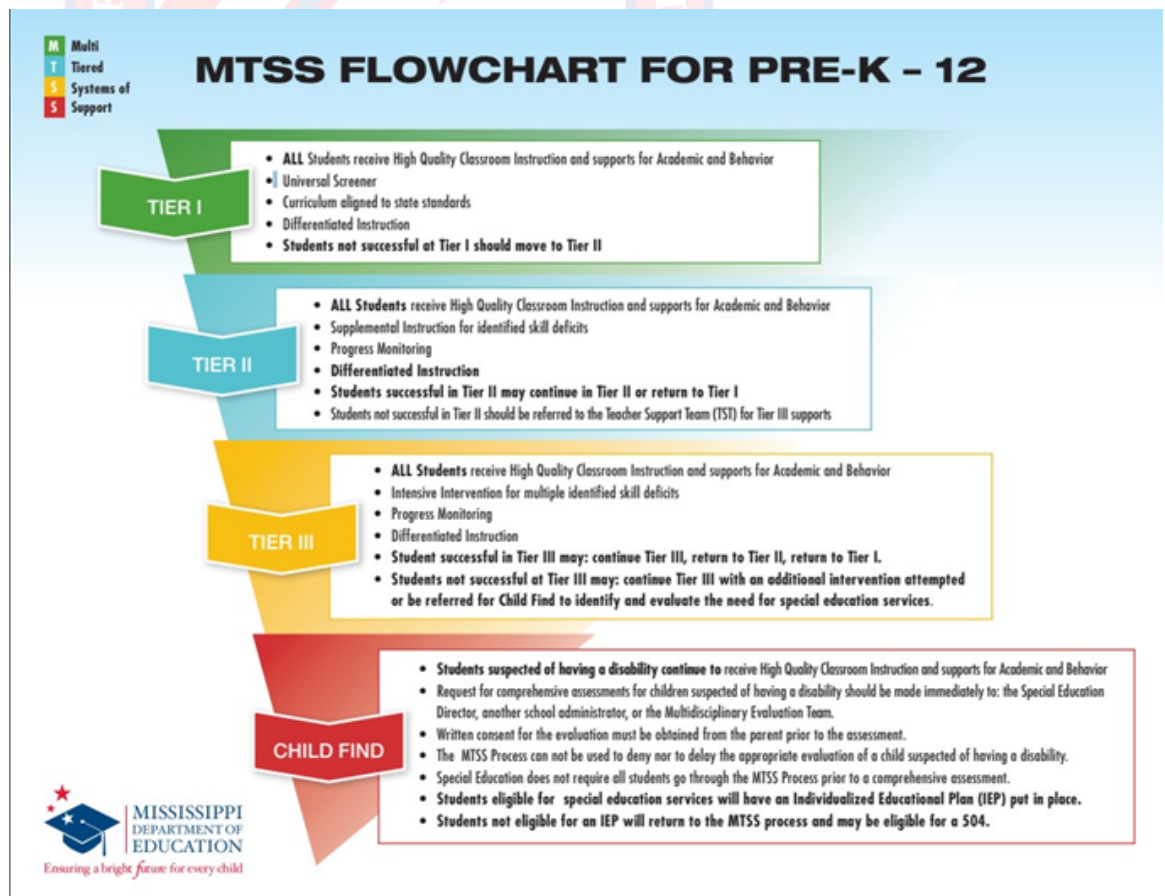 M Multi
T Tiered
S Systems of
S Support
MTSS FLOWCHART FOR PRE-K – 12
TIER I
• ALL Students receive High Quality Classroom Instruction and supports for Academic and Behavior
• Universal Screener
• Curriculum aligned to state standards
• Differentiated Instruction
• Students not successful at Tier I should move to Tier II
TIER II
• ALL Students receive High Quality Classroom Instruction and supports for Academic and Behavior
• Supplemental Instruction for identified skill deficits
• Progress Monitoring
• Differentiated Instruction
• Students successful in Tier II may continue in Tier II or return to Tier I
• Students not successful in Tier II should be referred to the Teacher Support Team (TST) for Tier III supports
TIER III
• ALL Students receive High Quality Classroom Instruction and supports for Academic and Behavior
• Intensive Intervention for multiple identified skill deficits
• Progress Monitoring
• Differentiated Instruction
• Student successful in Tier III may: continue Tier III, return to Tier II, return to Tier I.
• Students not successful at Tier III may: continue Tier III with an additional intervention attempted
or be referred for Child Find to identify and evaluate the need for special education services.
CHILD FIND
• Students suspected of having a disability continue to receive High Quality Classroom Instruction and supports for Academic and Behavior
• Request for comprehensive assessments for children suspected of having a disability should be made immediately to: the Special Education
Director, another school administrator, or the Multidisciplinary Evaluation Team.
• Written consent for the evaluation must be obtained from the parent prior to the assessment.
• The MTSS Process can not be used to deny nor to delay the appropriate evaluation of a child suspected of having a disability.
• Special Education does not require all students go through the MTSS Process prior to a comprehensive assessment.
• Students eligible for special education services will have an Individualized Educational Plan (IEP) put in place.
• Students not eligible for an IEP will return to the MTSS process and may be eligible for a 504.
MISSISSIPPI
DEPARTMENT OF
EDUCATION
Ensuring a bright future for every child